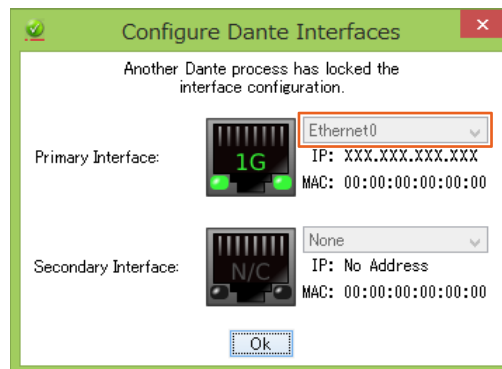 Configure Dante Interfaces
Another Dante process has locked the
interface configuration.
Primary Interface:
1G
Ethernet0
IP: XXX.XXX.XXX.XXX
MAC: 00:00:00:00:00:00
Secondary Interface:
N/C
None
IP: No Address
MAC: 00:00:00:00:00:00
Ok